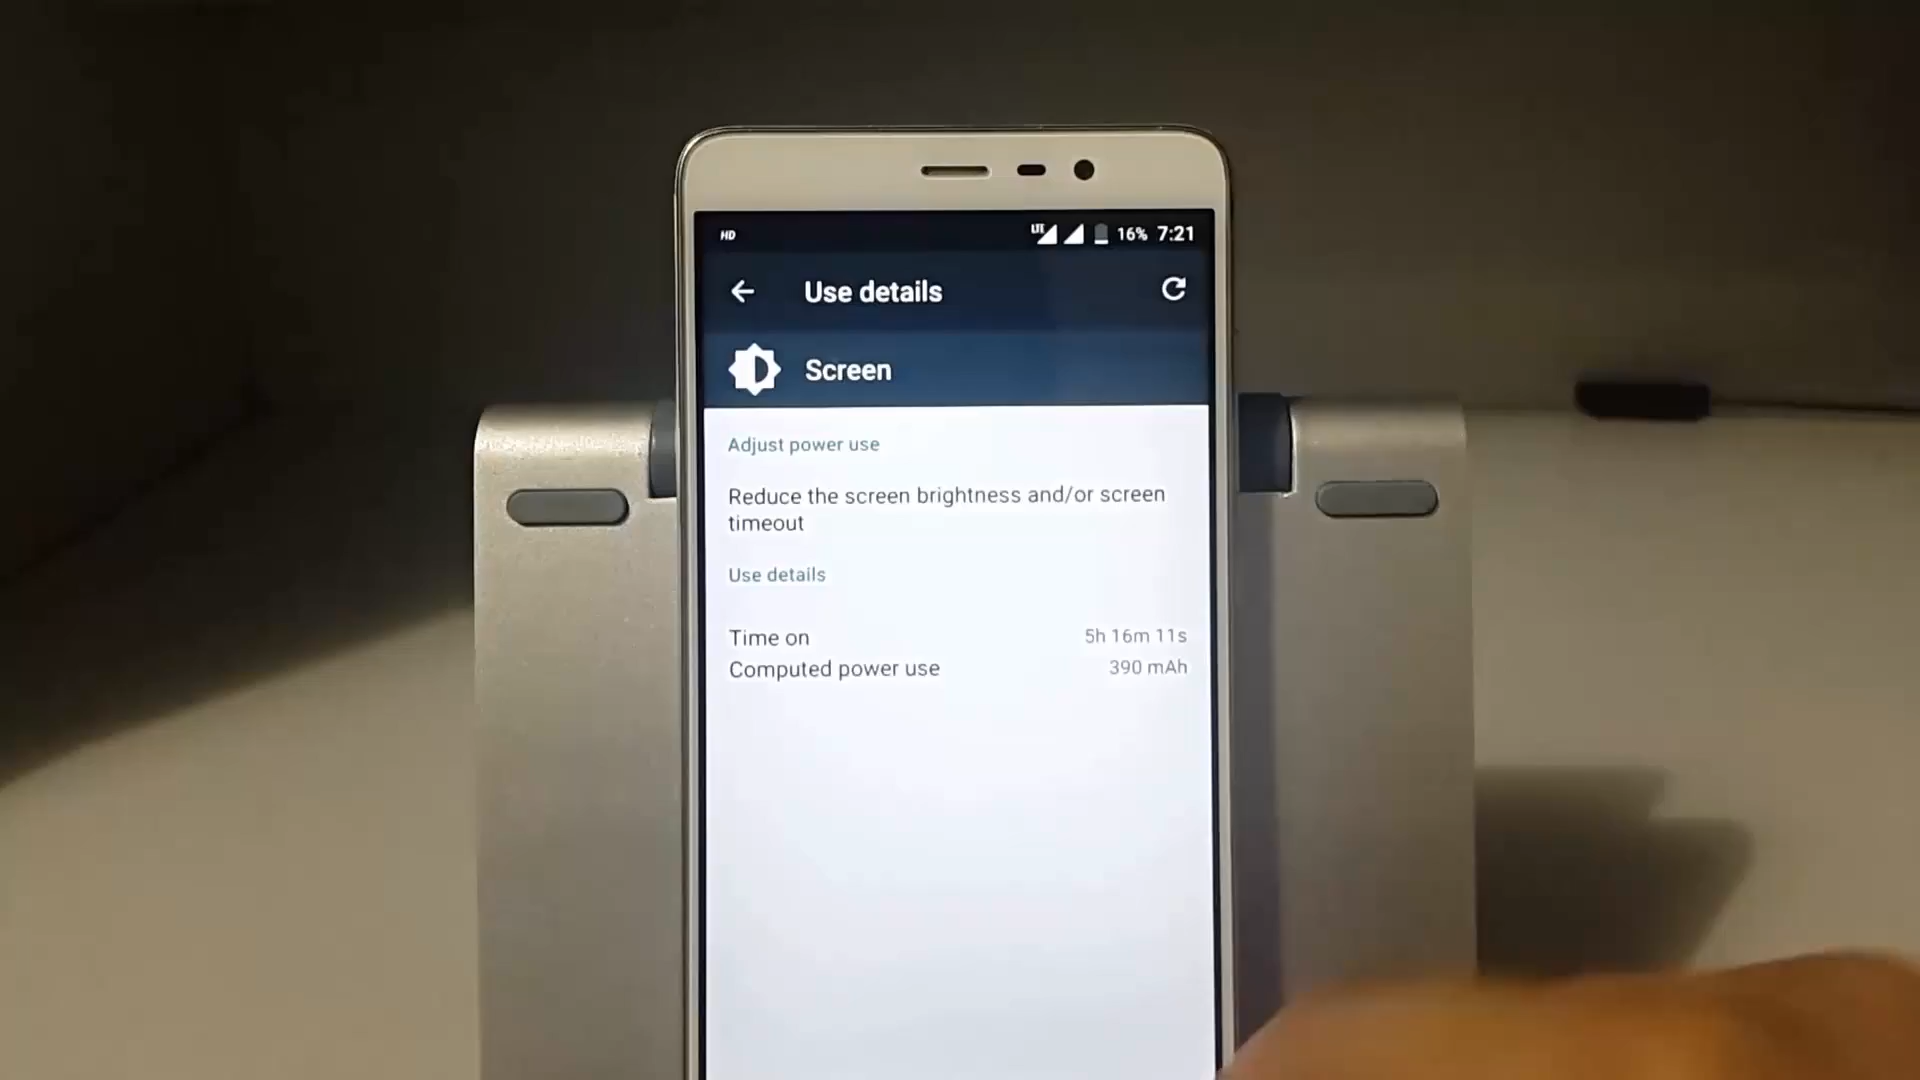 HD LTE 16% 7:21
Use details
Screen
Adjust power use
Reduce the screen brightness and/or screen
timeout
Use details
Time on 5h 16m 11s
Computed power use 390 mAh